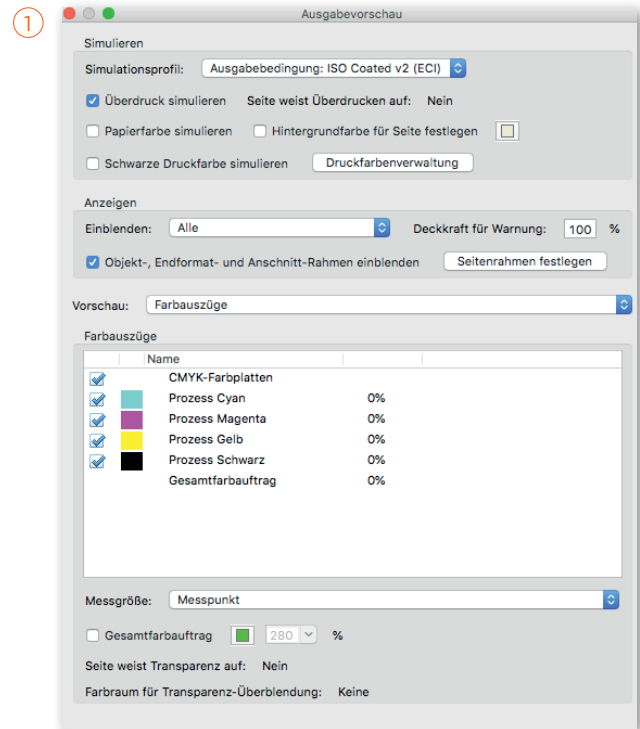 1
Ausgabevorschau
Simulieren
Simulationsprofil: Ausgabebedingung: ISO Coated v2 (ECI)
Überdruck simulieren Seite weist Überdrucken auf: Nein
Papierfarbe simulieren Hintergrundfarbe für Seite festlegen
Schwarze Druckfarbe simulieren Druckfarbenverwaltung
Anzeigen
Einblenden: Alle Deckkraft für Warnung: 100 %
Objekt-, Endformat- und Anschnitt-Rahmen einblenden Seitenrahmen festlegen
Vorschau: Farbauszüge
Farbauszüge
Name
CMYK-Farbplatten
Prozess Cyan 0%
Prozess Magenta 0%
Prozess Gelb 0%
Prozess Schwarz 0%
Gesamtfarbauftrag 0%
Messgröße: Messpunkt
Gesamtfarbauftrag 280 %
Seite weist Transparenz auf: Nein
Farbraum für Transparenz-Überblendung: Keine